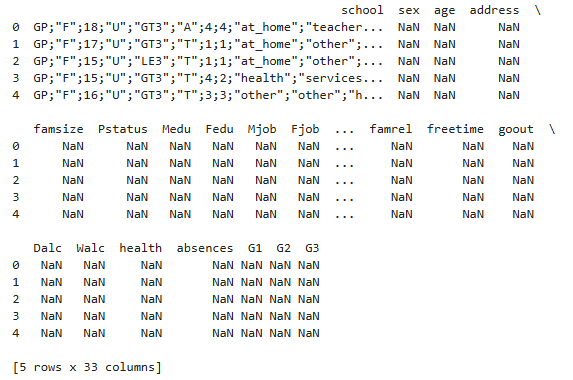 school sex age address \
0 GP;"F";18;"U";"GT3";"A";4;4;"at_home";"teacher... NaN NaN NaN
1 GP;"F";17;"U";"GT3";"T";1;1;"at_home";"other";... NaN NaN NaN
2 GP;"F";15;"U";"LE3";"T";1;1;"at_home";"other";... NaN NaN NaN
3 GP;"F";15;"U";"GT3";"T";4;2;"health";"services... NaN NaN NaN
4 GP;"F";16;"U";"GT3";"T";3;3;"other";"other";"h... NaN NaN NaN
famsize Pstatus Medu Fedu Mjob Fjob ... famrel freetime goout \
0 NaN NaN NaN NaN NaN NaN ... NaN NaN NaN
1 NaN NaN NaN NaN NaN NaN ... NaN NaN NaN
2 NaN NaN NaN NaN NaN NaN ... NaN NaN NaN
3 NaN NaN NaN NaN NaN NaN ... NaN NaN NaN
4 NaN NaN NaN NaN NaN NaN ... NaN NaN NaN
Dalc Walc health absences G1 G2 G3
0 NaN NaN NaN NaN NaN NaN NaN
1 NaN NaN NaN NaN NaN NaN NaN
2 NaN NaN NaN NaN NaN NaN NaN
3 NaN NaN NaN NaN NaN NaN NaN
4 NaN NaN NaN NaN NaN NaN NaN
[5 rows x 33 columns]